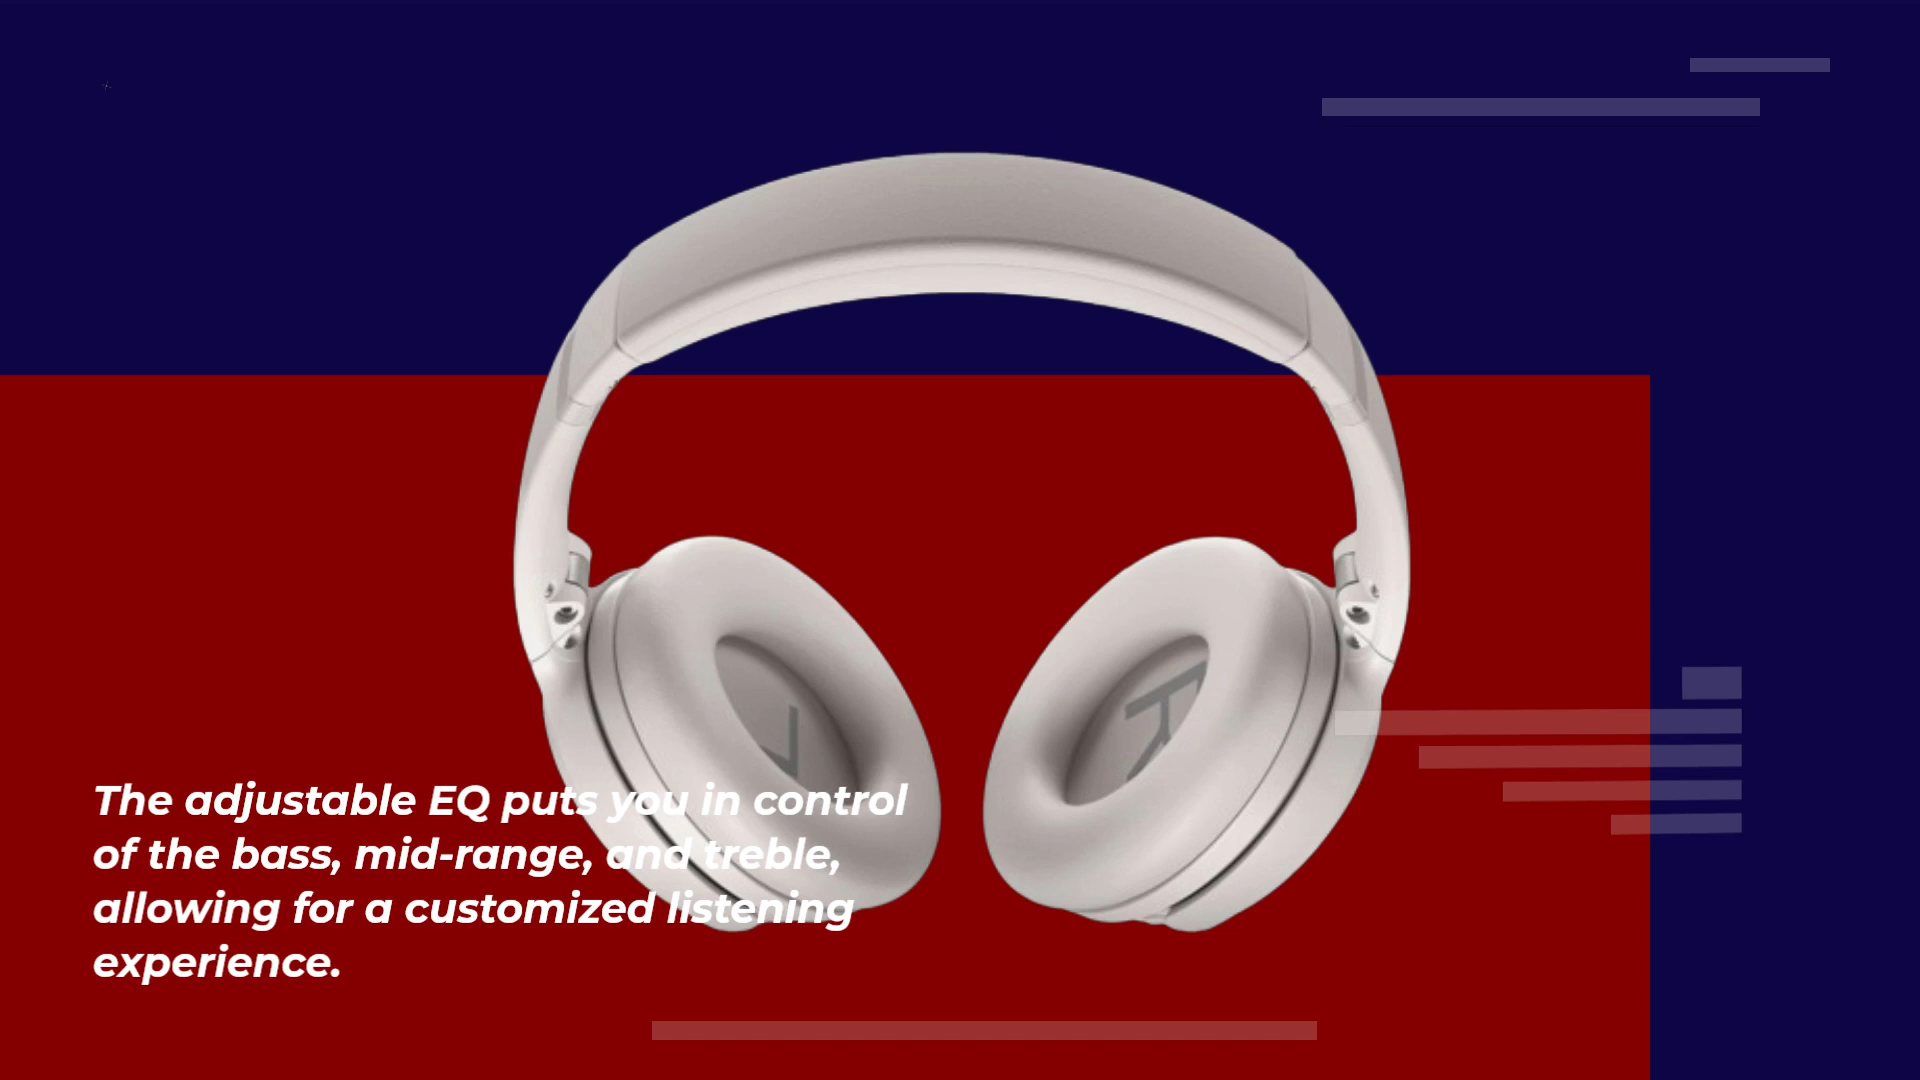 R
The adjustable EQ puts you in control
of the bass, mid-range, and treble,
allowing for a customized listening
experience.